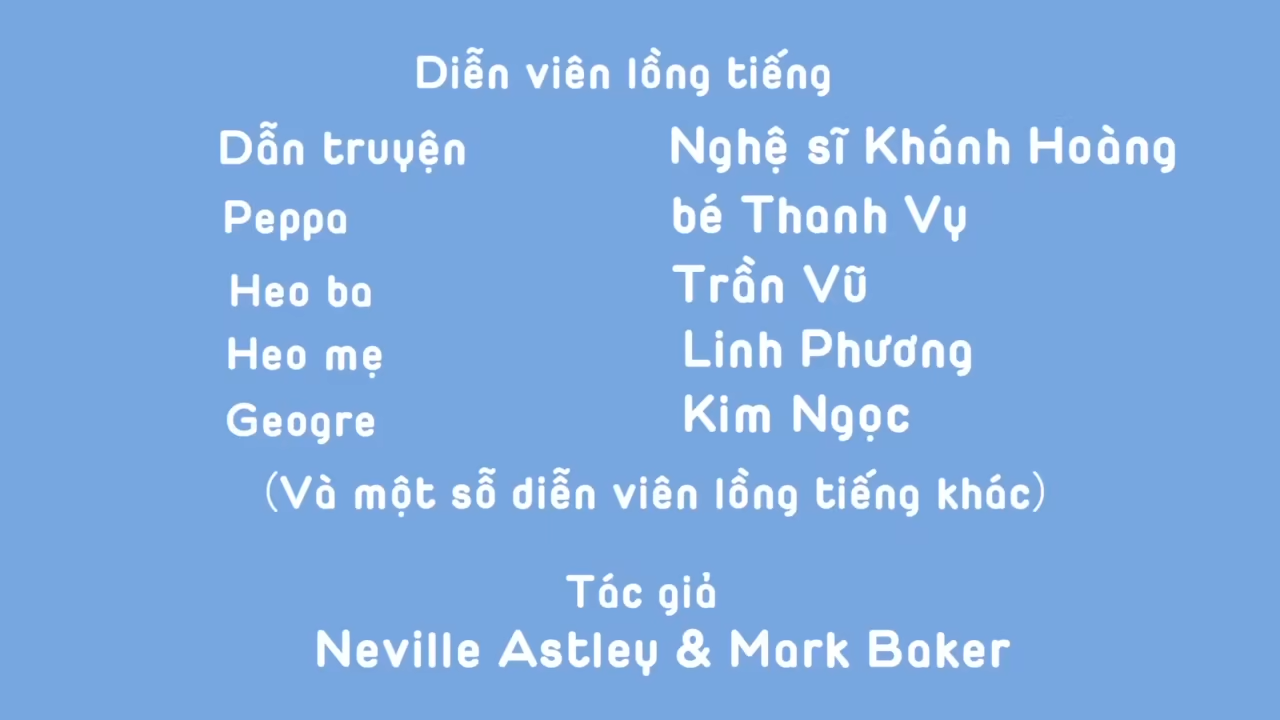 Diễn viên lồng tiếng
Dẫn truyện Nghệ sĩ Khánh Hoàng
Peppa bé Thanh Vy
Heo ba Trần Vũ
Heo mẹ Linh Phương
Geogre Kim Ngọc
(Và một sỗ diễn viên lồng tiếng khác)
Tác giả
Neville Astley & Mark Baker